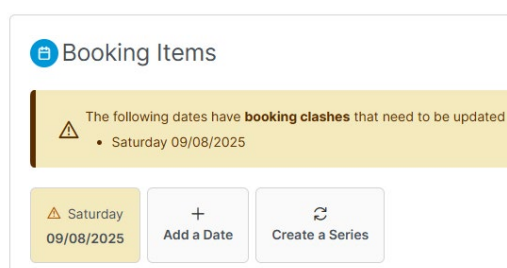 Booking Items
The following dates have booking clashes that need to be updated
• Saturday 09/08/2025
Saturday
09/08/2025
Add a Date
Create a Series